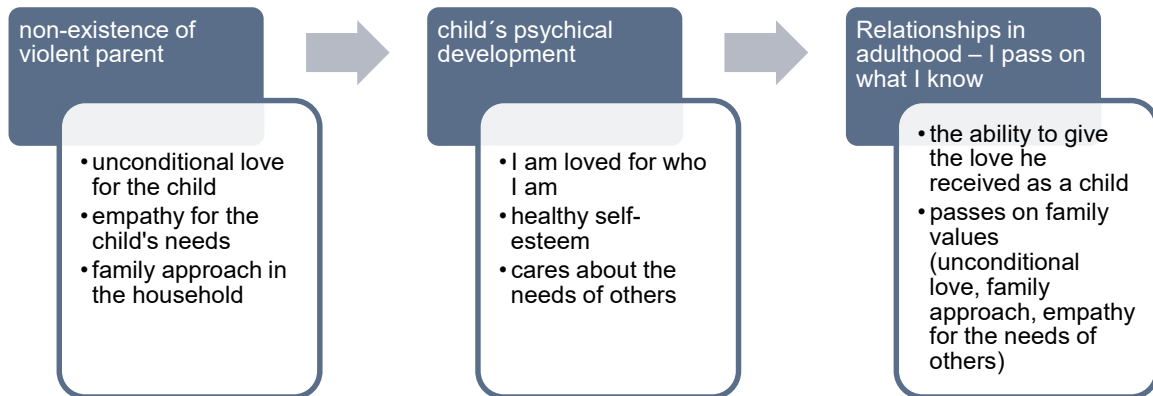 non-existence of
violent parent
• unconditional love
for the child
• empathy for the
child's needs
• family approach in
the household
child´s psychical
development
• I am loved for who
I am
• healthy self-
esteem
• cares about the
needs of others
Relationships in
adulthood – I pass on
what I know
• the ability to give
the love he
received as a child
• passes on family
values
(unconditional
love, family
approach, empathy
for the needs of
others)